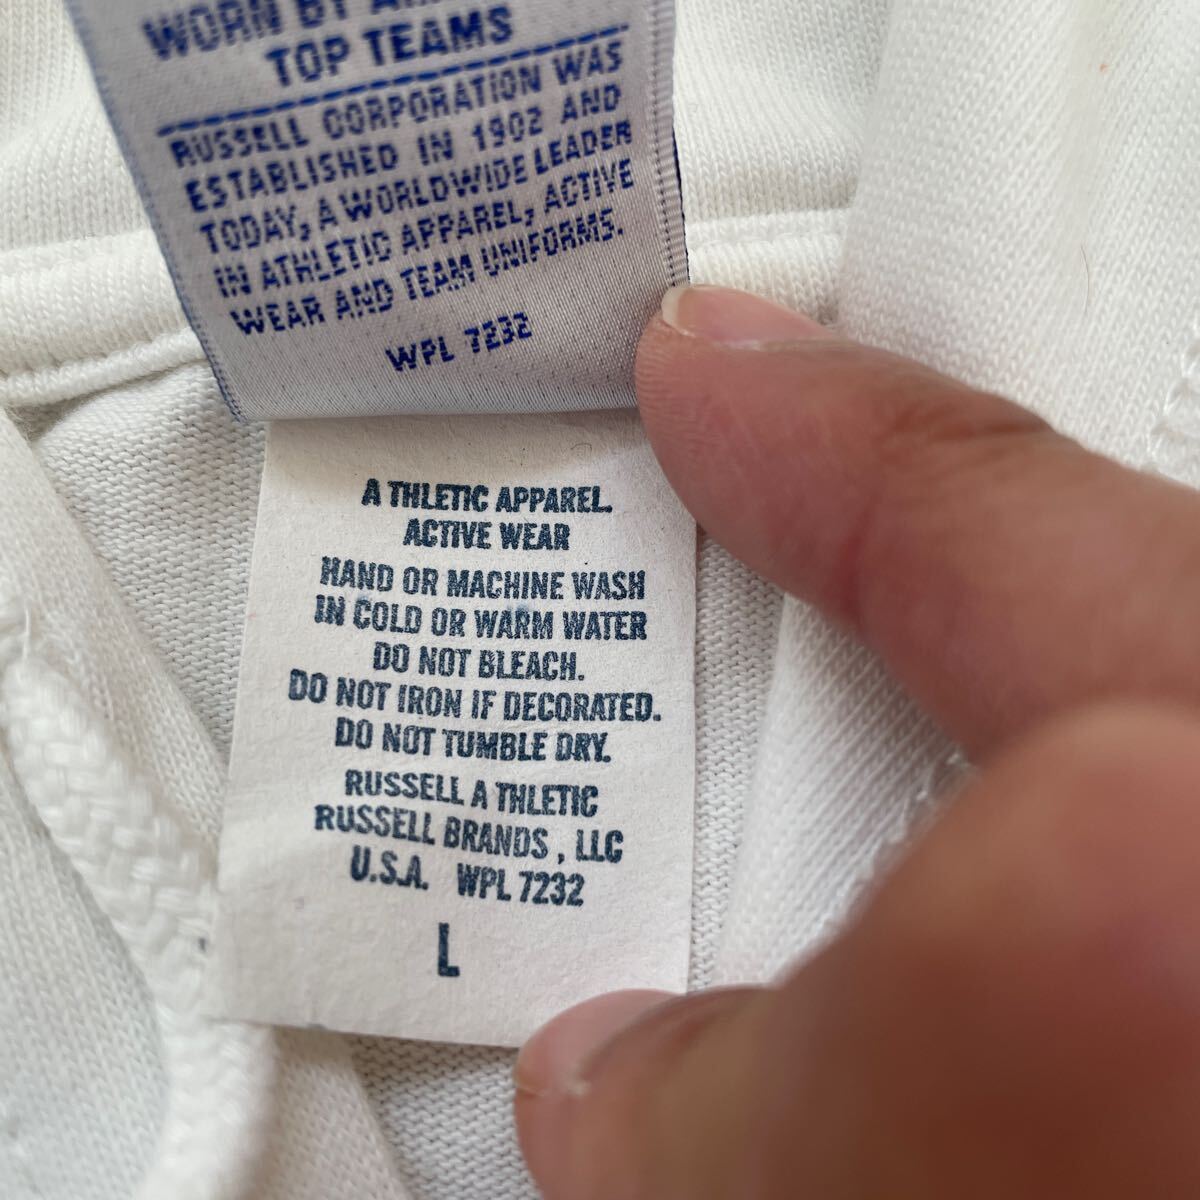 WORN BY
TOP TEAMS
RUSSELL CORPORATION WAS
ESTABLISHED IN 1902 AND
TODAY, A WORLDWIDE LEADER
IN ATHLETIC APPAREL, ACTIVE
WEAR AND TEAM UNIFORMS.
WPL 7232
A THLETIC APPAREL.
ACTIVE WEAR
HAND OR MACHINE WASH
IN COLD OR WARM WATER
DO NOT BLEACH.
DO NOT IRON IF DECORATED.
DO NOT TUMBLE DRY.
RUSSELL A THLETIC
RUSSELL BRANDS , LLC
U.S.A. WPL 7232
L